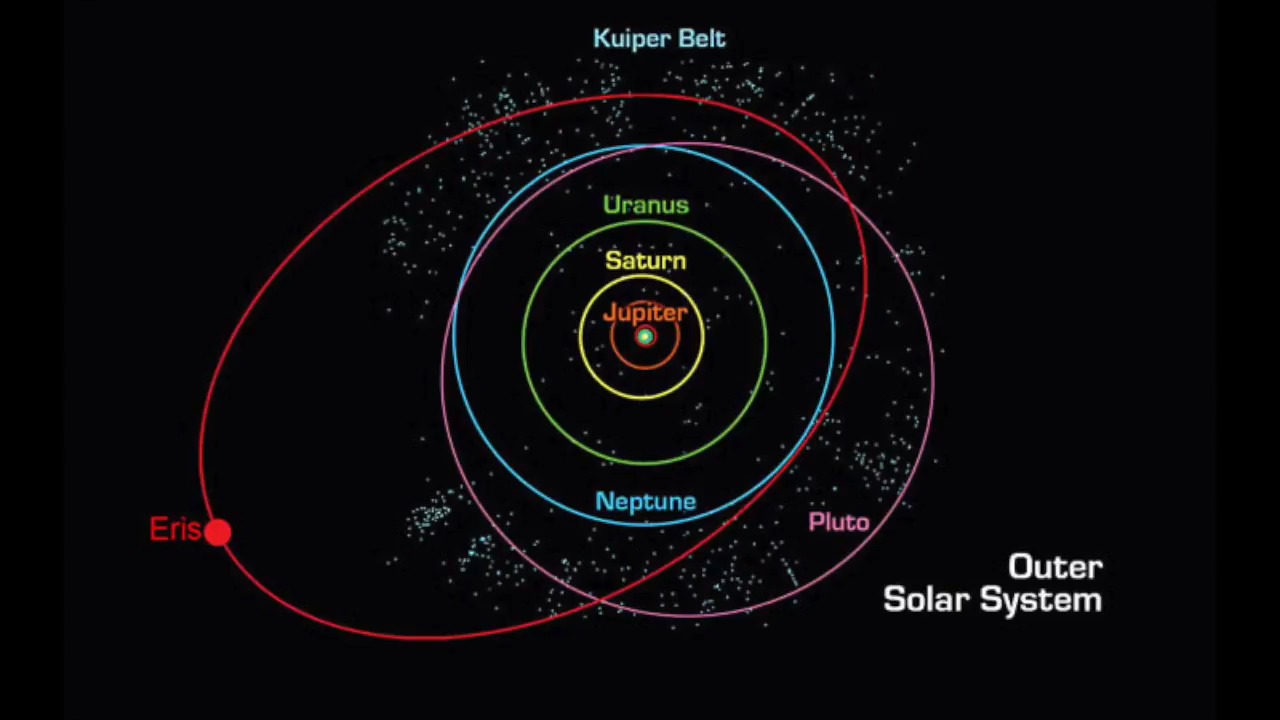 Kuiper Belt
Uranus
Saturn
Jupiter
Neptune
Eris
Pluto
Outer
Solar System